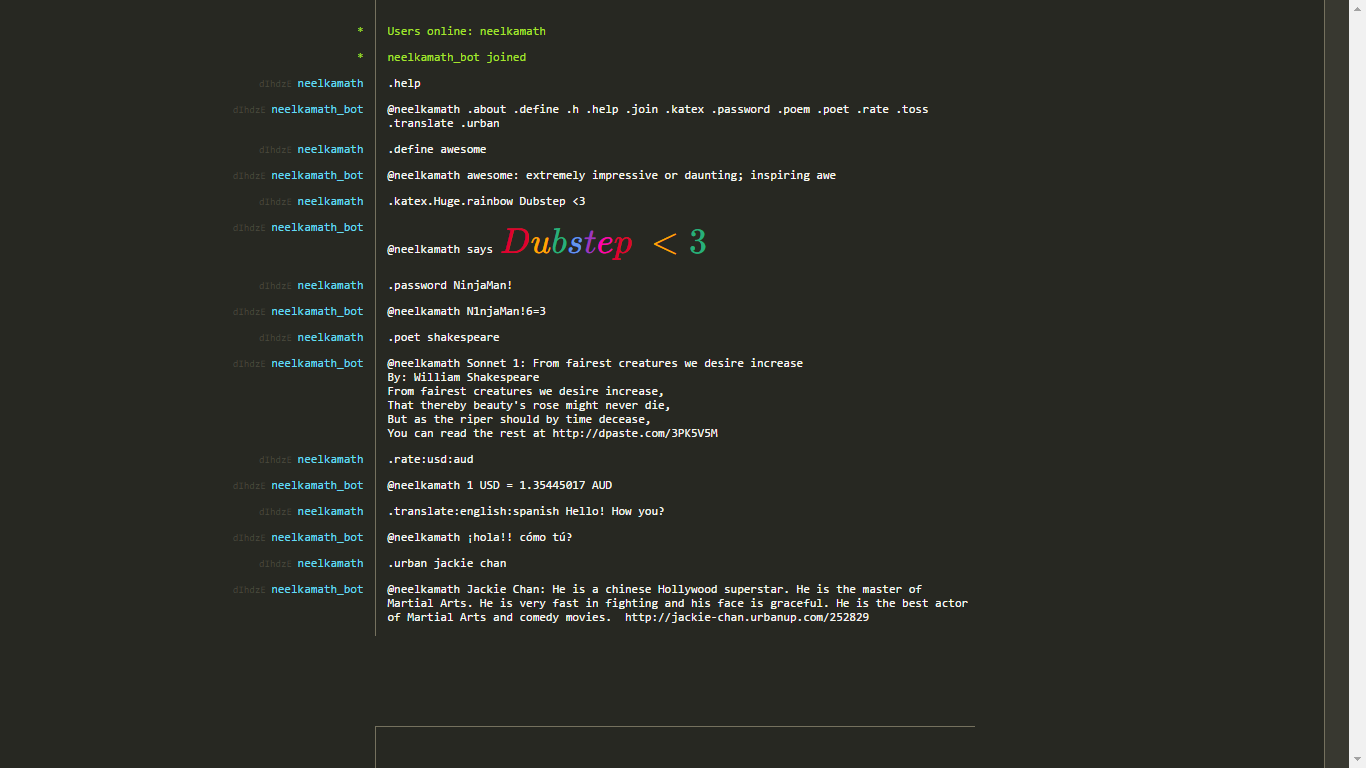 * Users online: neelkamath
* neelkamath_bot joined
dlhdzE neelkamath .help
dlhdzE neelkamath_bot @neelkamath .about .define .h .help .join .katex .password .poem .poet .rate .toss
.translate .urban
dlhdzE neelkamath .define awesome
dlhdzE neelkamath_bot @neelkamath awesome: extremely impressive or daunting; inspiring awe
dlhdzE neelkamath .katex.Huge.rainbow Dubstep <3
dlhdzE neelkamath_bot @neelkamath says Dubstep < 3
dlhdzE neelkamath .password NinjaMan!
dlhdzE neelkamath_bot @neelkamath N1njaMan!6=3
dlhdzE neelkamath .poet shakespeare
dlhdzE neelkamath_bot @neelkamath Sonnet 1: From fairest creatures we desire increase
By: William Shakespeare
From fairest creatures we desire increase,
That thereby beauty's rose might never die,
But as the riper should by time decease,
You can read the rest at http://dpaste.com/3PK5V5M
dlhdzE neelkamath .rate:usd:aud
dlhdzE neelkamath_bot @neelkamath 1 USD = 1.35445017 AUD
dlhdzE neelkamath .translate:english:spanish Hello! How you?
dlhdzE neelkamath_bot @neelkamath ¡hola!! cómo tú?
dlhdzE neelkamath .urban jackie chan
dlhdzE neelkamath_bot @neelkamath Jackie Chan: He is a chinese Hollywood superstar. He is the master of
Martial Arts. He is very fast in fighting and his face is graceful. He is the best actor
of Martial Arts and comedy movies. http://jackie-chan.urbanup.com/252829